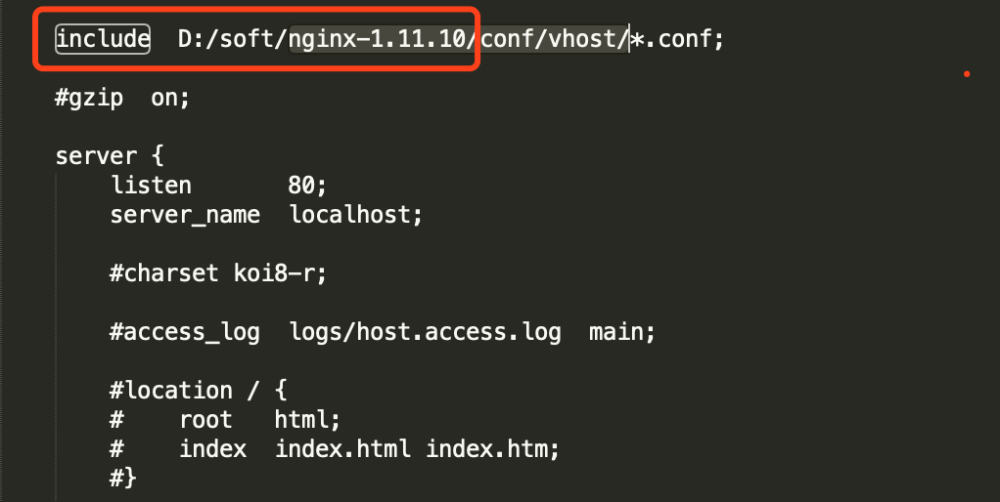 include  D:/soft/nginx-1.11.10/conf/vhost/*.conf;
#gzip  on;
server {
listen       80;
server_name  localhost;
#charset koi8-r;
#access_log  logs/host.access.log  main;
#location / {
#    root   html;
#    index  index.html index.htm;
#}